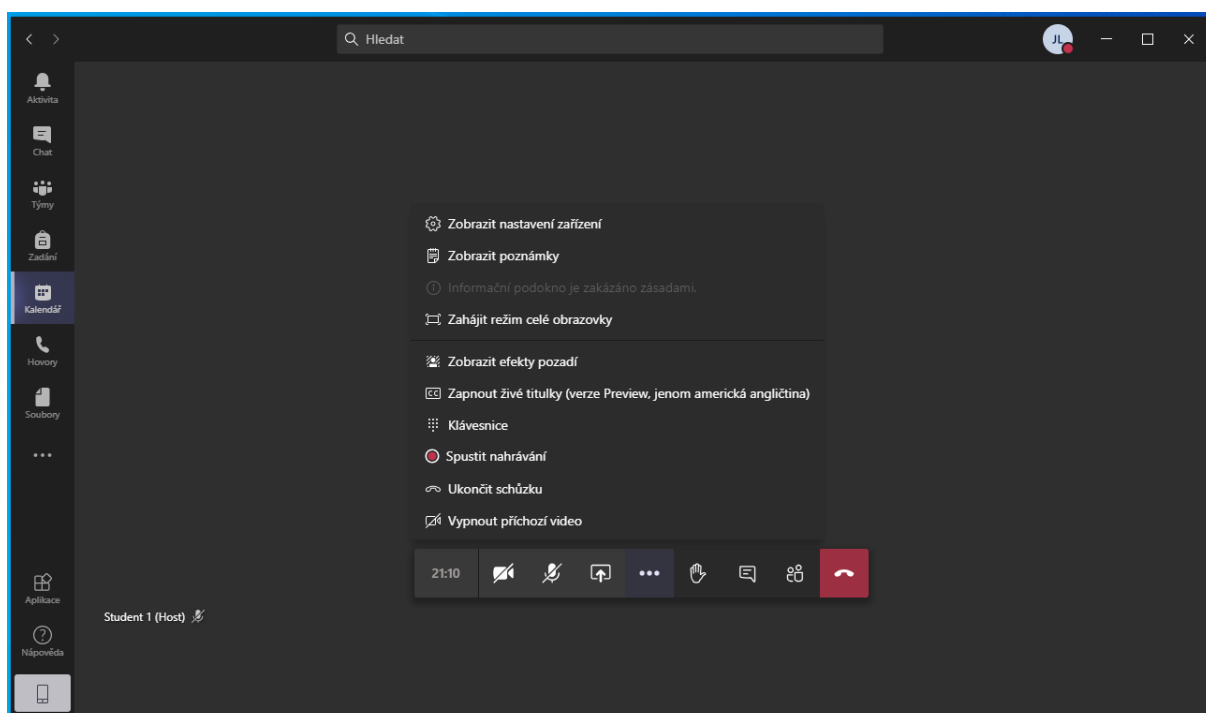 Hledat
JL
Aktivita
Chat
Týmy
Zadání
Kalendář
Hovory
Soubory
Aplikace
Nápověda
Zobrazit nastavení zařízení
Zobrazit poznámky
Informační podokno je zakázáno zásadami.
Zahájit režim celé obrazovky
Zobrazit efekty pozadí
CC Zapnout živé titulky (verze Preview, jenom americká angličtina)
Klávesnice
Spustit nahrávání
Ukončit schůzku
Vypnout příchozí video
21:10
Student 1 (Host)